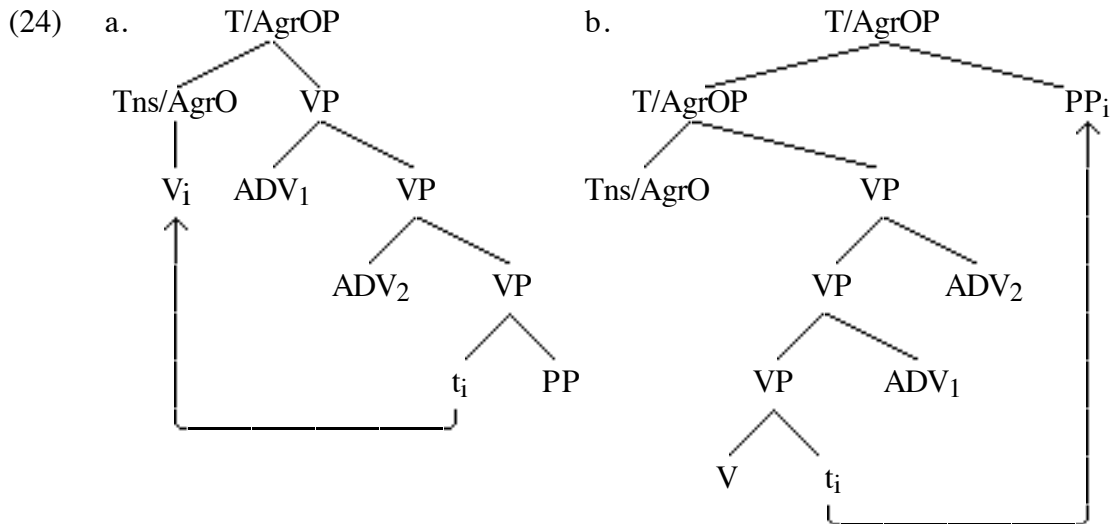 (24) a. T/AgrOP b. T/AgrOP
Tns/AgrO VP T/AgrOP PPi
Vi ADV1 VP Tns/AgrO VP
ADV2 VP VP ADV2
ti PP VP ADV1
V ti